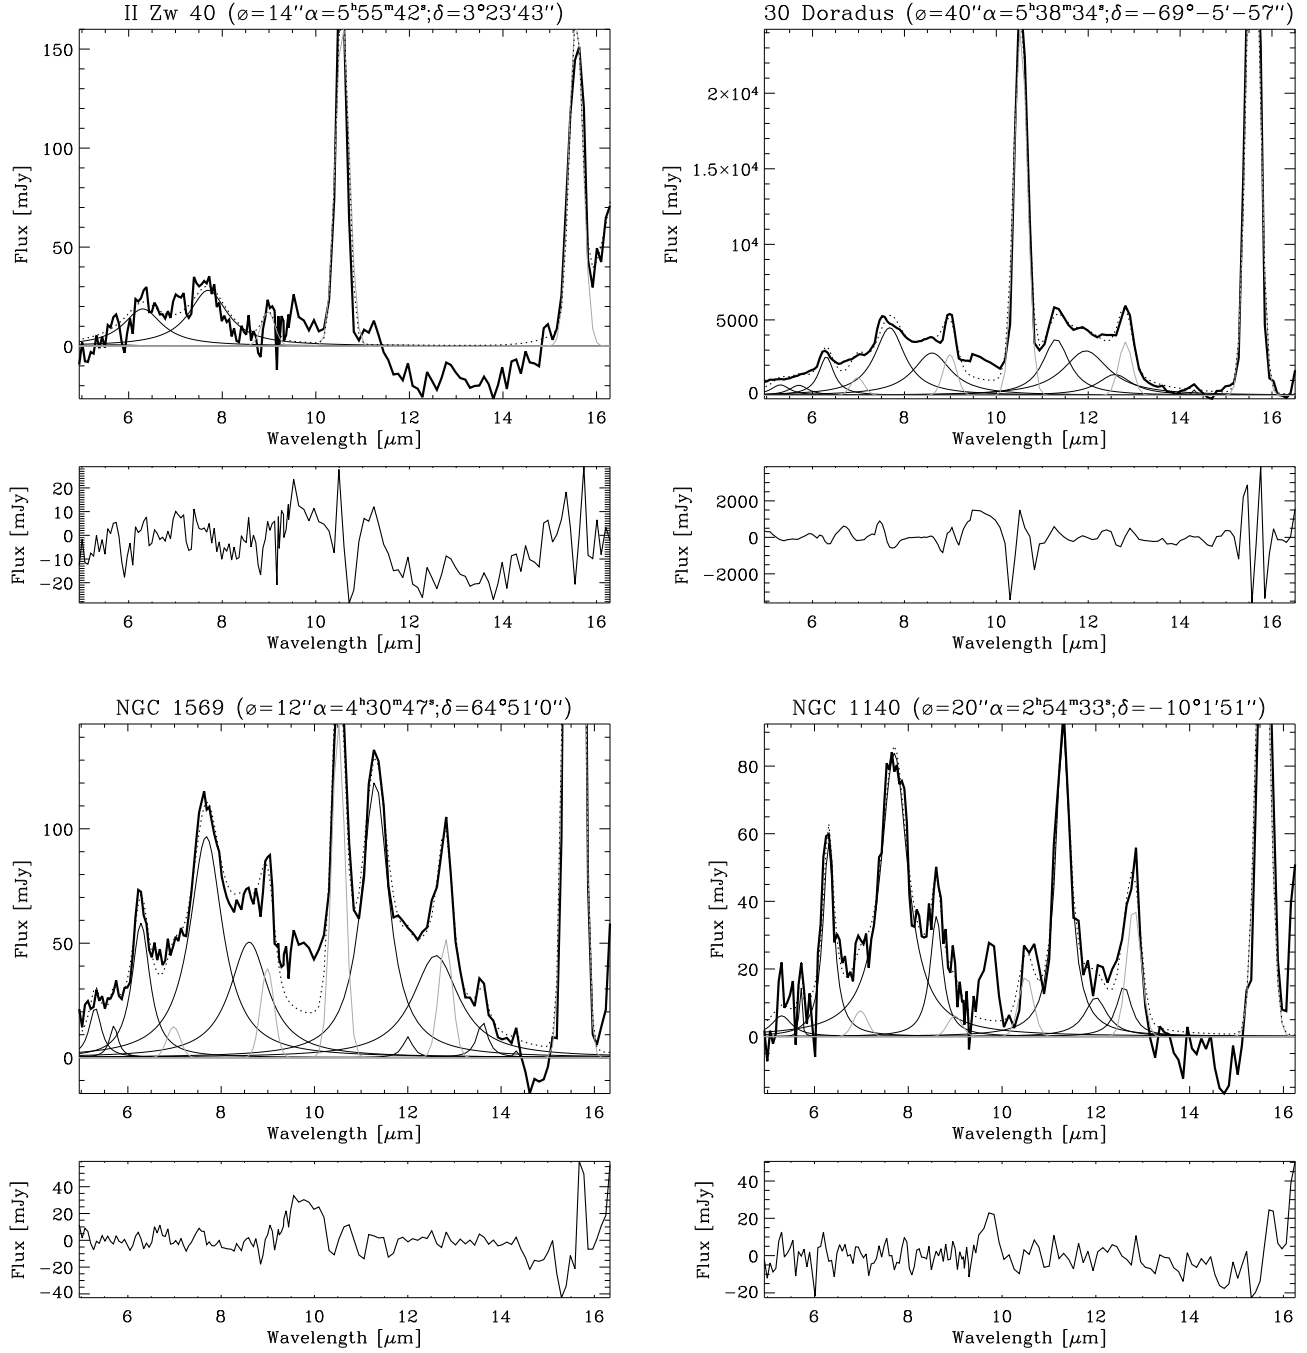 II Zw 40 (⌀=14″α=5ʰ55ᵐ42ˢ;δ=3°23′43″)
150
100
50
0
Flux [mJy]
6 8 10 12 14 16
Wavelength [μm]
20
10
0
−10
−20
Flux [mJy]
6 8 10 12 14 16
Wavelength [μm]
30 Doradus (⌀=40″α=5ʰ38ᵐ34ˢ;δ=−69°−5′−57″)
2×10⁴
1.5×10⁴
10⁴
5000
0
Flux [mJy]
6 8 10 12 14 16
Wavelength [μm]
2000
0
−2000
Flux [mJy]
6 8 10 12 14 16
Wavelength [μm]
NGC 1569 (⌀=12″α=4ʰ30ᵐ47ˢ;δ=64°51′0″)
100
50
0
Flux [mJy]
6 8 10 12 14 16
Wavelength [μm]
40
20
0
−20
−40
Flux [mJy]
6 8 10 12 14 16
Wavelength [μm]
NGC 1140 (⌀=20″α=2ʰ54ᵐ33ˢ;δ=−10°1′51″)
80
60
40
20
0
Flux [mJy]
6 8 10 12 14 16
Wavelength [μm]
40
20
0
−20
Flux [mJy]
6 8 10 12 14 16
Wavelength [μm]